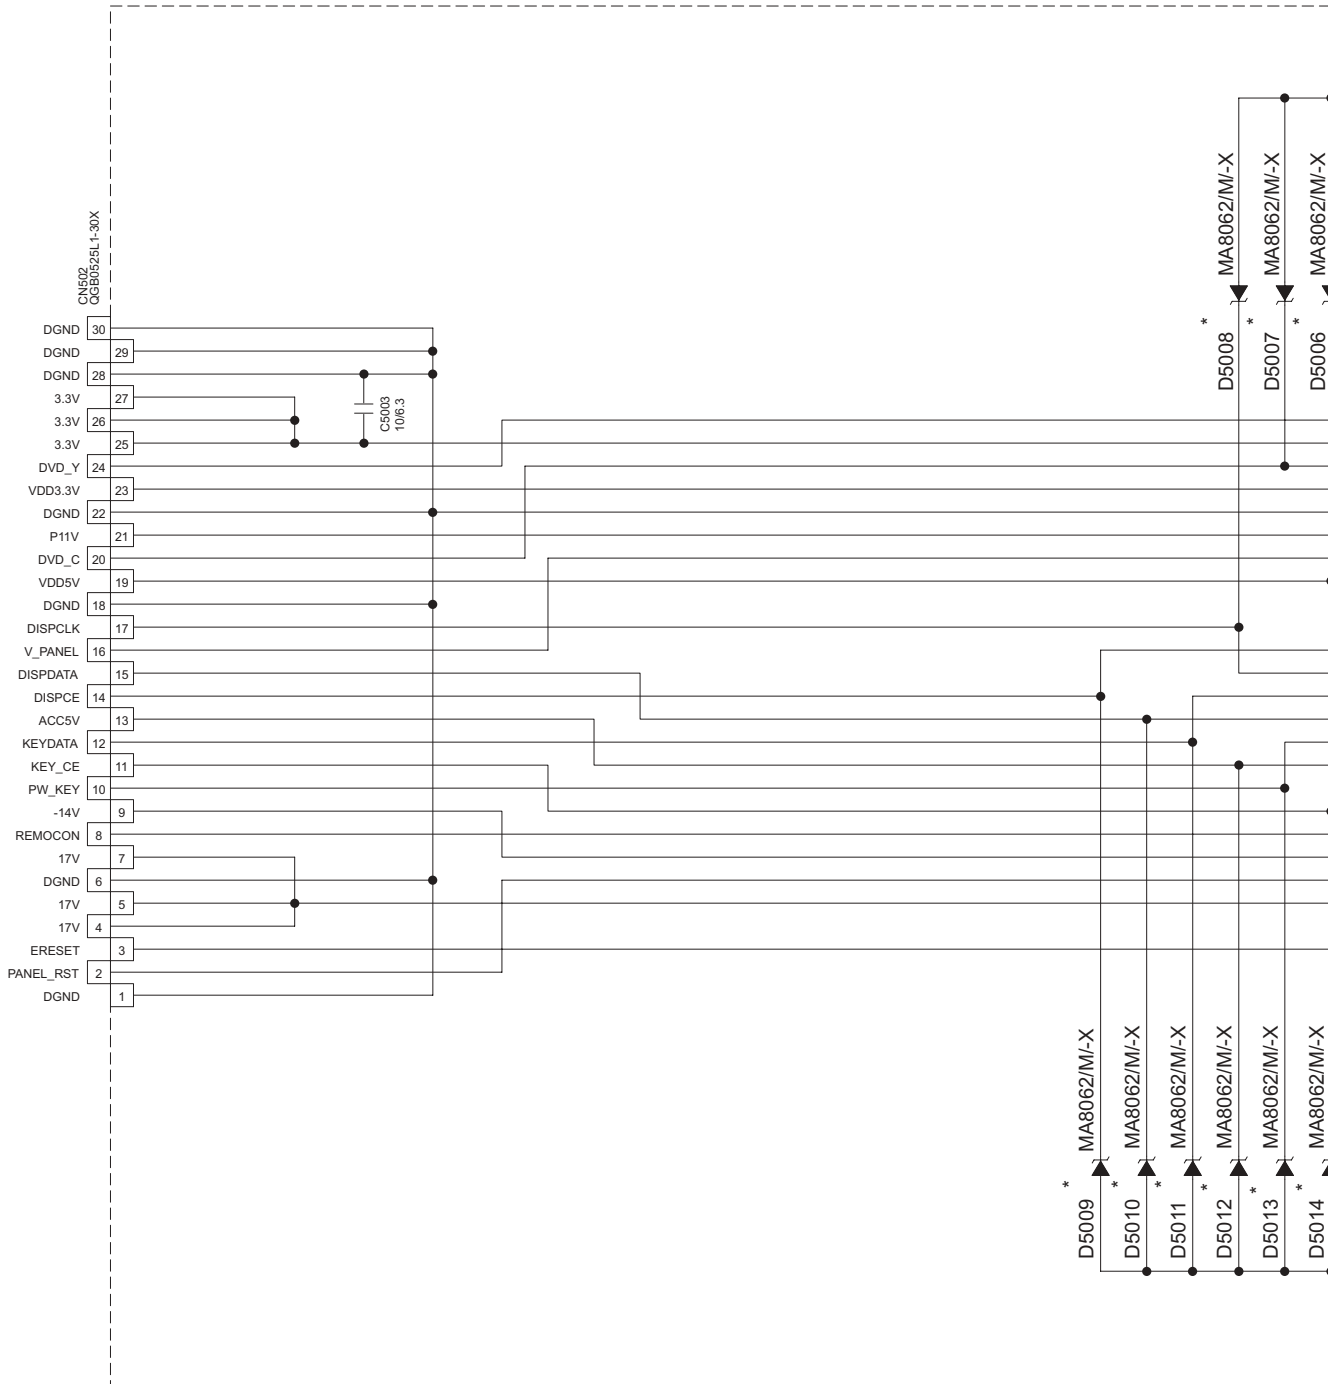 MA8062/M/-X
MA8062/M/-X
MA8062/M/-X
* D5008
* D5007
* D5006
CN502
QGB0525L1-30X
DGND 30
DGND 29
DGND 28
3.3V 27
3.3V 26
3.3V 25
DVD_Y 24
VDD3.3V 23
DGND 22
P11V 21
DVD_C 20
VDD5V 19
DGND 18
DISPCLK 17
V_PANEL 16
DISPDATA 15
DISPCE 14
ACC5V 13
KEYDATA 12
KEY_CE 11
PW_KEY 10
-14V 9
REMOCON 8
17V 7
DGND 6
17V 5
17V 4
ERESET 3
PANEL_RST 2
DGND 1
C5003
10/6.3
MA8062/M/-X
MA8062/M/-X
MA8062/M/-X
MA8062/M/-X
MA8062/M/-X
MA8062/M/-X
* D5009
* D5010
* D5011
* D5012
* D5013
* D5014